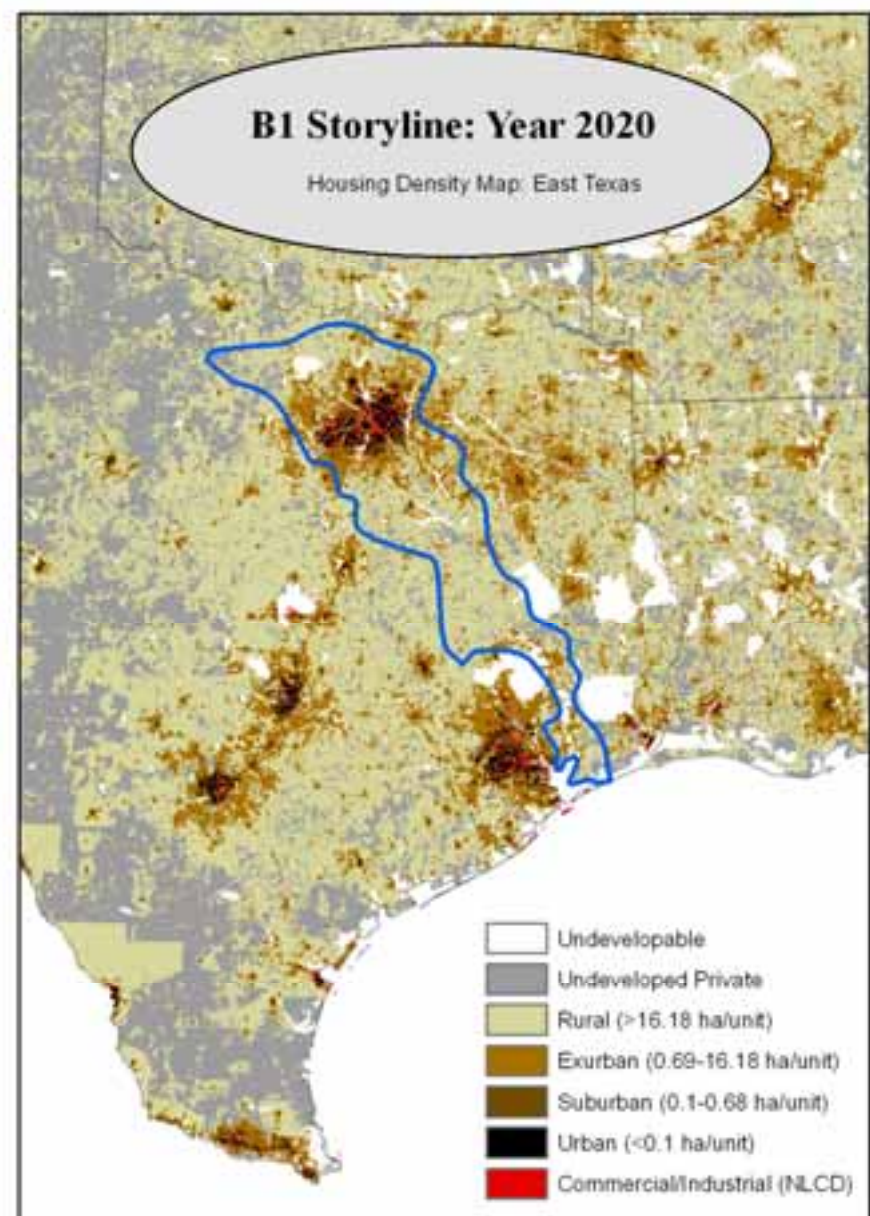 B1 Storyline: Year 2020
Housing Density Map: East Texas
Undevelopable
Undeveloped Private
Rural (>16.18 ha/unit)
Exurban (0.69-16.18 ha/unit)
Suburban (0.1-0.68 ha/unit)
Urban (<0.1 ha/unit)
Commercial/Industrial (NLCD)